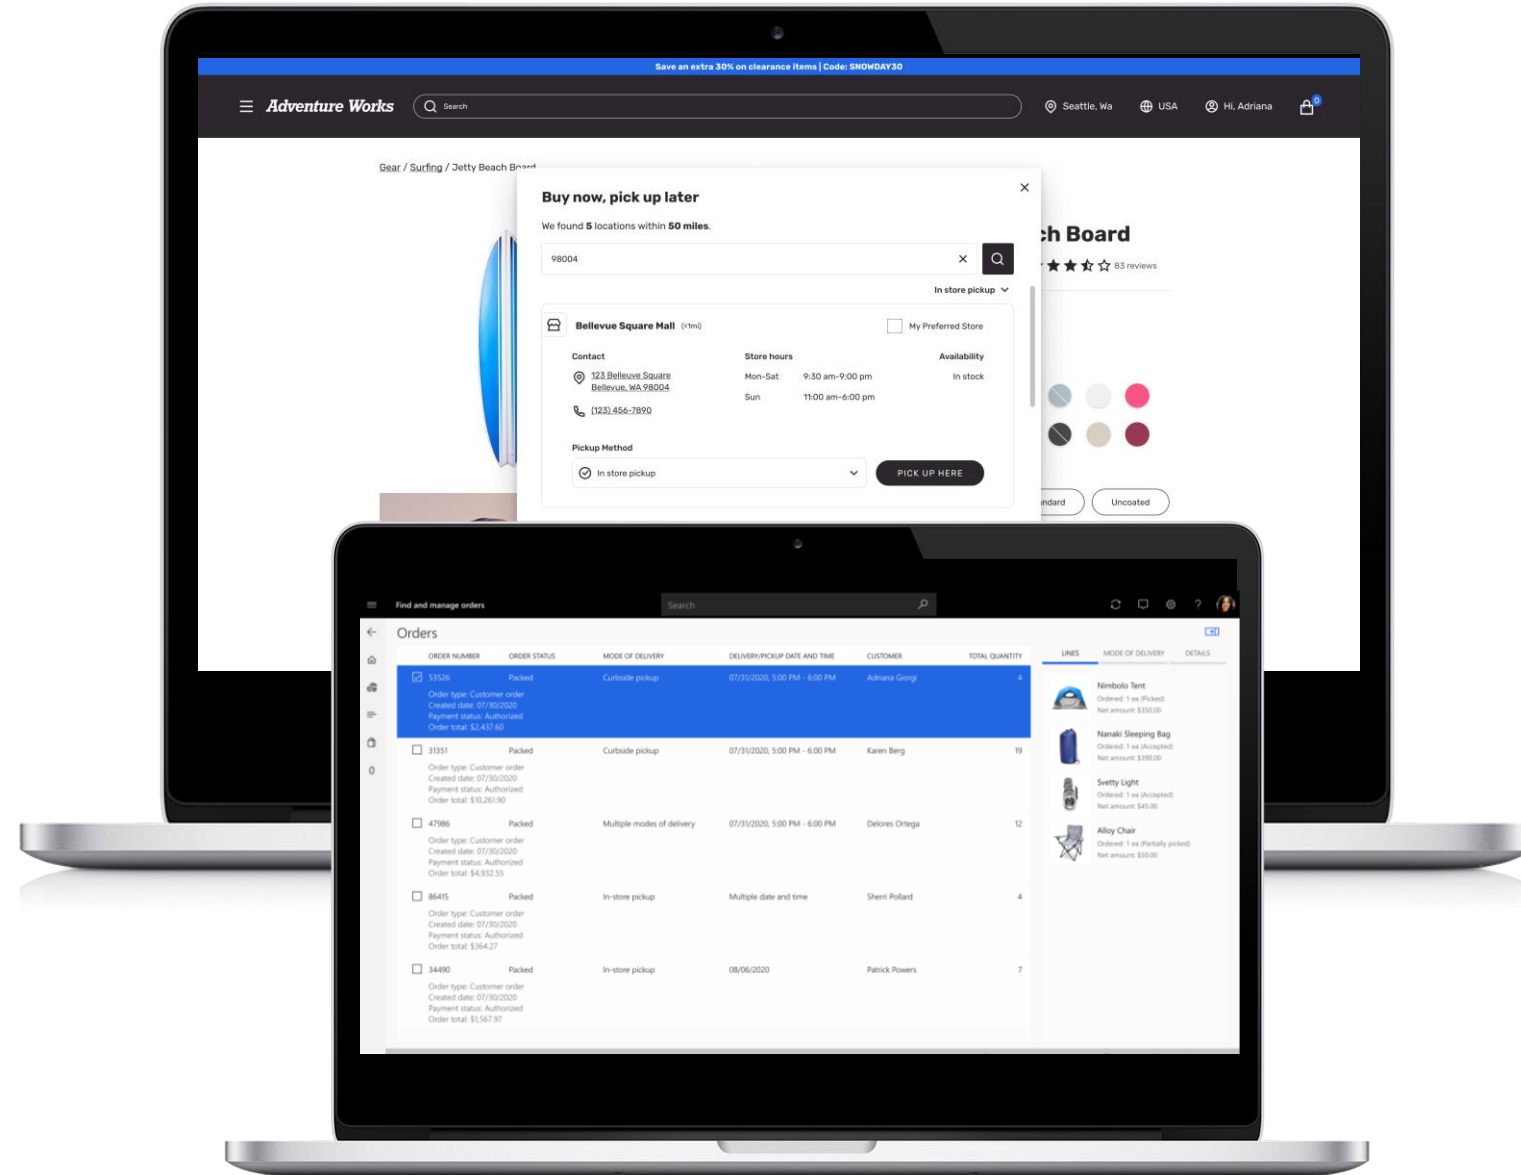 Save an extra 30% on clearance items | Code: SNOWDAY30
Adventure Works
Search
Seattle, Wa
USA
Hi, Adriana
0
Gear / Surfing / Jetty Beach Board
Buy now, pick up later
We found 5 locations within 50 miles.
98004
In store pickup
Bellevue Square Mall (<1mi)
My Preferred Store
Contact
123 Belleuve Square
Bellevue, WA 98004
(123) 456-7890
Store hours
Mon-Sat 9:30 am-9:00 pm
Sun 11:00 am-6:00 pm
Availability
In stock
Pickup Method
In store pickup
PICK UP HERE
ch Board
83 reviews
ndard
Uncoated
Find and manage orders
Search
?
Orders
ORDER NUMBER ORDER STATUS MODE OF DELIVERY DELIVERY/PICKUP DATE AND TIME CUSTOMER TOTAL QUANTITY
53526 Packed Curbside pickup 07/31/2020, 5:00 PM - 6:00 PM Adriana Giorgi 4
Order type: Customer order
Created date: 07/30/2020
Payment status: Authorized
Order total: $2,437.60
31351 Packed Curbside pickup 07/31/2020, 5:00 PM - 6:00 PM Karen Berg 19
Order type: Customer order
Created date: 07/30/2020
Payment status: Authorized
Order total: $10,261.90
47986 Packed Multiple modes of delivery 07/31/2020, 5:00 PM - 6:00 PM Delores Ortega 12
Order type: Customer order
Created date: 07/30/2020
Payment status: Authorized
Order total: $4,932.55
86415 Packed In-store pickup Multiple date and time Sherri Pollard 4
Order type: Customer order
Created date: 07/30/2020
Payment status: Authorized
Order total: $364.27
34490 Packed In-store pickup 08/06/2020 Patrick Powers 7
Order type: Customer order
Created date: 07/30/2020
Payment status: Authorized
Order total: $1,567.97
0
LINES MODE OF DELIVERY DETAILS
Nimbolo Tent
Ordered: 1 ea (Picked)
Net amount: $350.00
Nanaki Sleeping Bag
Ordered: 1 ea (Accepted)
Net amount: $390.00
Svetty Light
Ordered: 1 ea (Accepted)
Net amount: $45.00
Alloy Chair
Ordered: 1 ea (Partially picked)
Net amount: $50.00